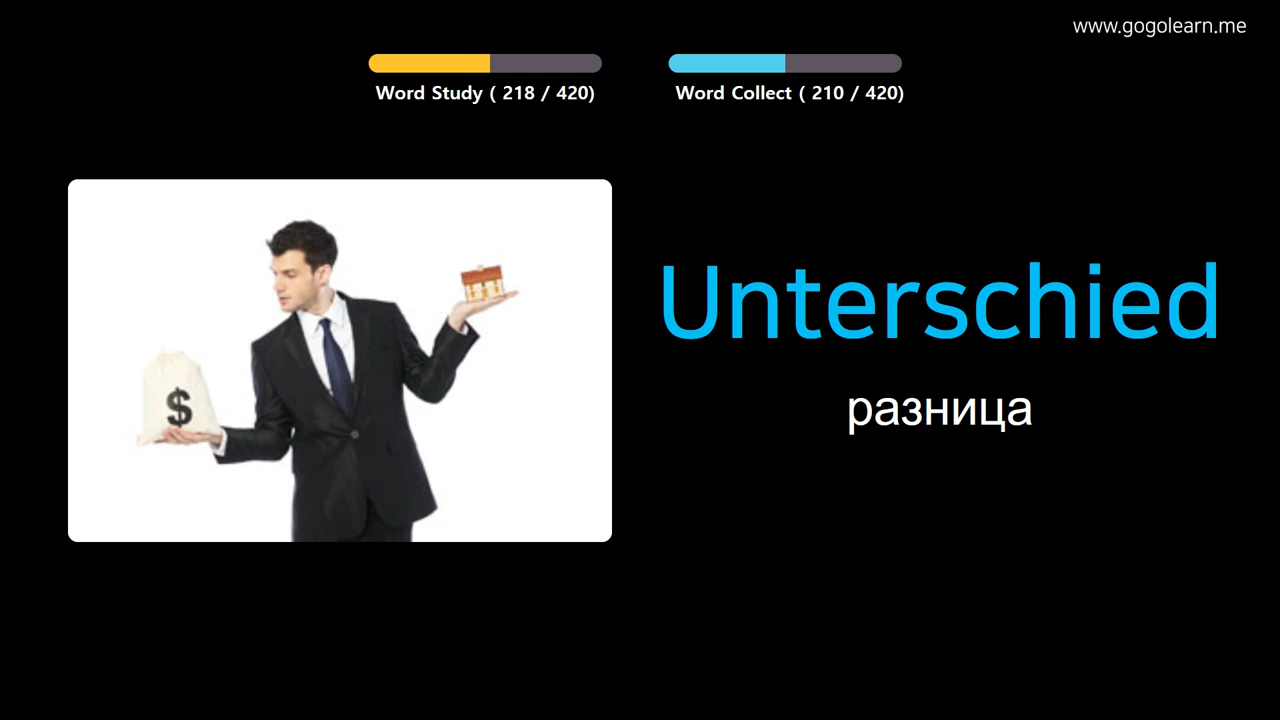 www.gogolearn.me
Word Study ( 218 / 420)
Word Collect ( 210 / 420)
$
Unterschied
разница